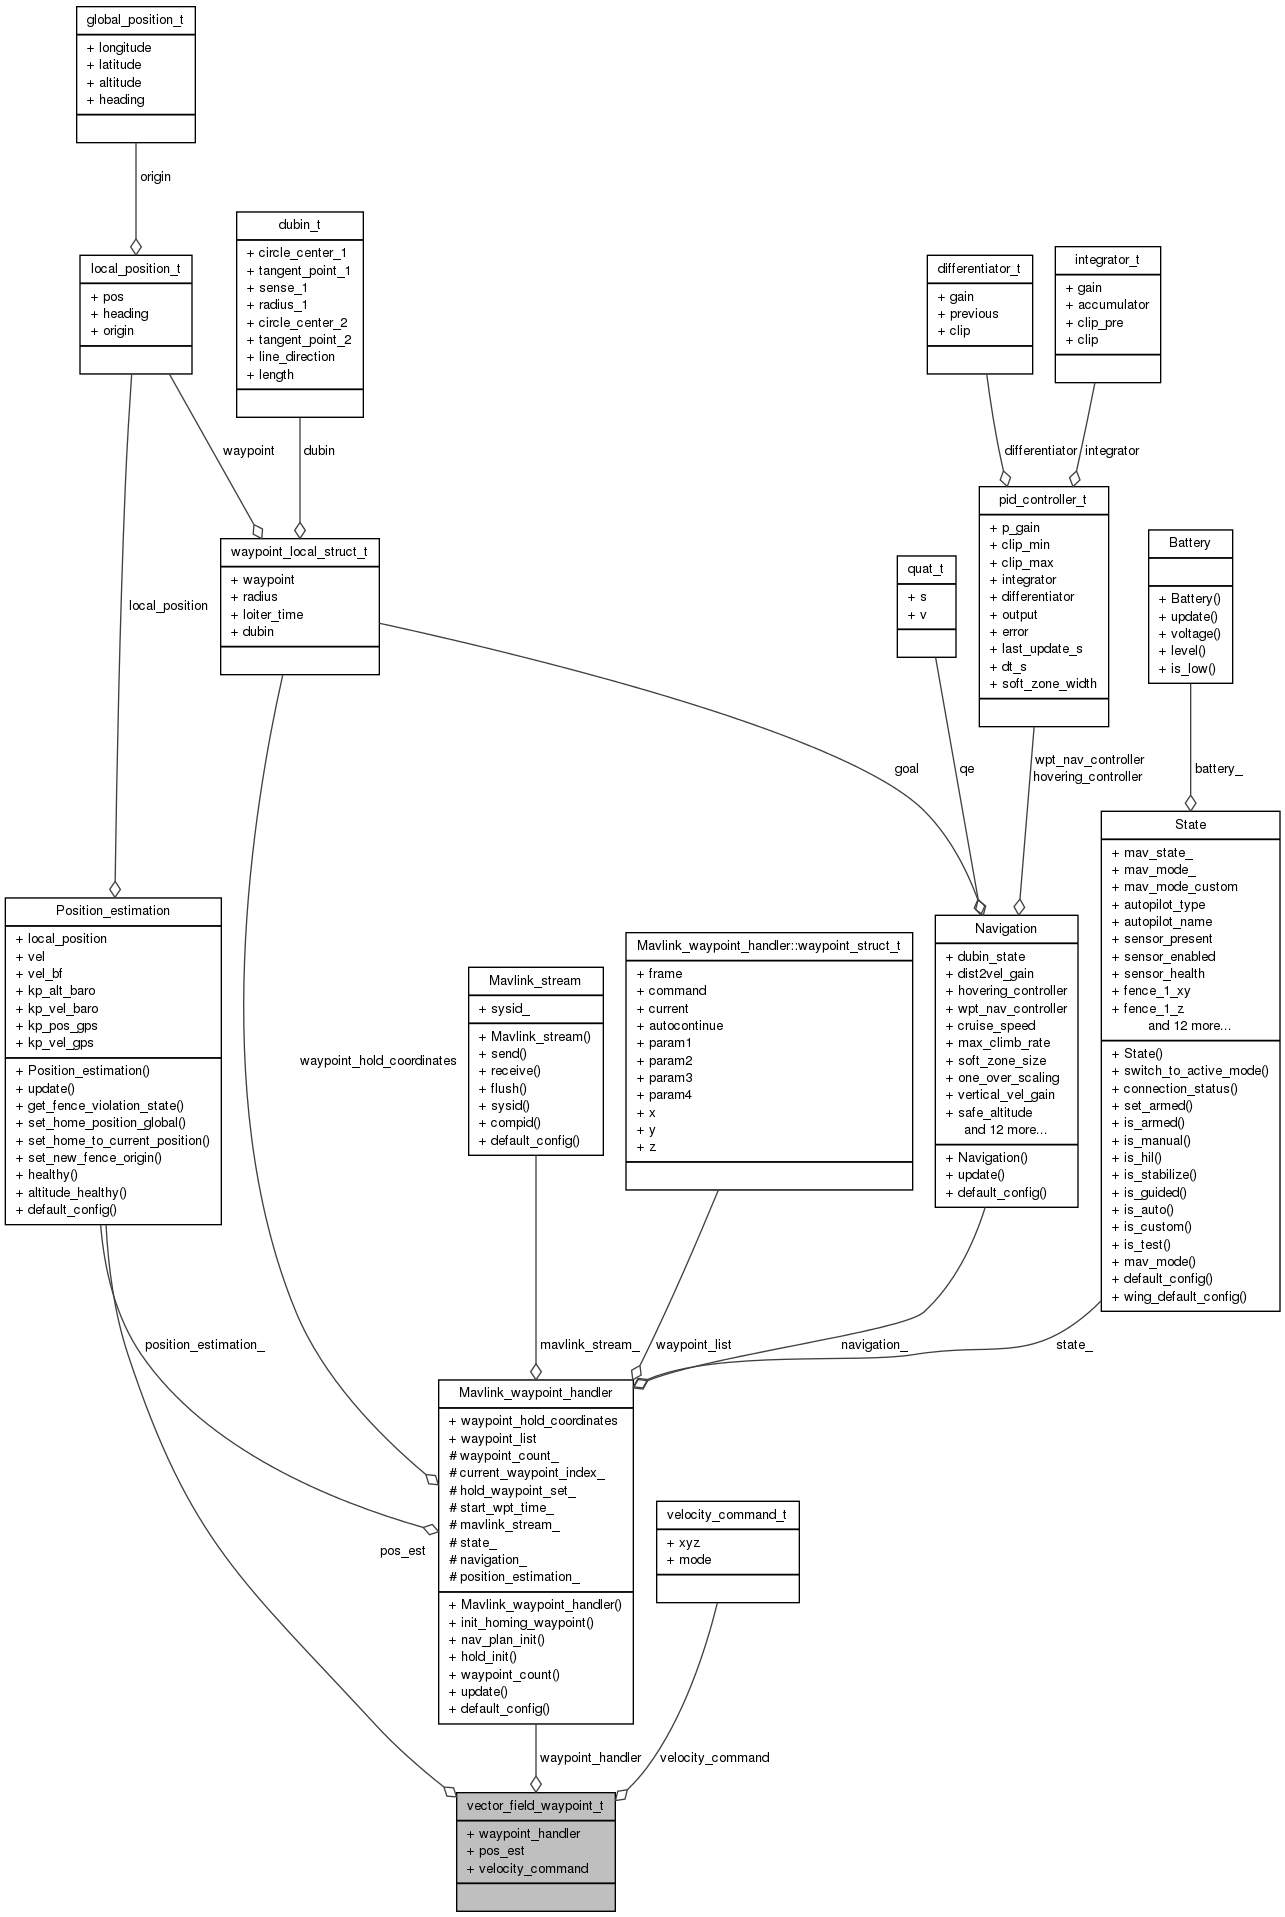 global_position_t
+ longitude
+ latitude
+ altitude
+ heading
origin
local_position_t
+ pos
+ heading
+ origin
dubin_t
+ circle_center_1
+ tangent_point_1
+ sense_1
+ radius_1
+ circle_center_2
+ tangent_point_2
+ line_direction
+ length
differentiator_t
+ gain
+ previous
+ clip
integrator_t
+ gain
+ accumulator
+ clip_pre
+ clip
waypoint
dubin
differentiator
integrator
waypoint_local_struct_t
+ waypoint
+ radius
+ loiter_time
+ dubin
local_position
quat_t
+ s
+ v
pid_controller_t
+ p_gain
+ clip_min
+ clip_max
+ integrator
+ differentiator
+ output
+ error
+ last_update_s
+ dt_s
+ soft_zone_width
Battery
+ Battery()
+ update()
+ voltage()
+ level()
+ is_low()
goal
qe
wpt_nav_controller
hovering_controller
battery_
Position_estimation
+ local_position
+ vel
+ vel_bf
+ kp_alt_baro
+ kp_vel_baro
+ kp_pos_gps
+ kp_vel_gps
+ Position_estimation()
+ update()
+ get_fence_violation_state()
+ set_home_position_global()
+ set_home_to_current_position()
+ set_new_fence_origin()
+ healthy()
+ altitude_healthy()
+ default_config()
waypoint_hold_coordinates
Mavlink_stream
+ sysid_
+ Mavlink_stream()
+ send()
+ receive()
+ flush()
+ sysid()
+ compid()
+ default_config()
Mavlink_waypoint_handler::waypoint_struct_t
+ frame
+ command
+ current
+ autocontinue
+ param1
+ param2
+ param3
+ param4
+ x
+ y
+ z
Navigation
+ dubin_state
+ dist2vel_gain
+ hovering_controller
+ wpt_nav_controller
+ cruise_speed
+ max_climb_rate
+ soft_zone_size
+ one_over_scaling
+ vertical_vel_gain
+ safe_altitude
and 12 more...
+ Navigation()
+ update()
+ default_config()
State
+ mav_state_
+ mav_mode_
+ mav_mode_custom
+ autopilot_type
+ autopilot_name
+ sensor_present
+ sensor_enabled
+ sensor_health
+ fence_1_xy
+ fence_1_z
and 12 more...
+ State()
+ switch_to_active_mode()
+ connection_status()
+ set_armed()
+ is_armed()
+ is_manual()
+ is_hil()
+ is_stabilize()
+ is_guided()
+ is_auto()
+ is_custom()
+ is_test()
+ mav_mode()
+ default_config()
+ wing_default_config()
position_estimation_
mavlink_stream_
waypoint_list
navigation_
state_
Mavlink_waypoint_handler
+ waypoint_hold_coordinates
+ waypoint_list
# waypoint_count_
# current_waypoint_index_
# hold_waypoint_set_
# start_wpt_time_
# mavlink_stream_
# state_
# navigation_
# position_estimation_
+ Mavlink_waypoint_handler()
+ init_homing_waypoint()
+ nav_plan_init()
+ hold_init()
+ waypoint_count()
+ update()
+ default_config()
pos_est
velocity_command_t
+ xyz
+ mode
waypoint_handler
velocity_command
vector_field_waypoint_t
+ waypoint_handler
+ pos_est
+ velocity_command